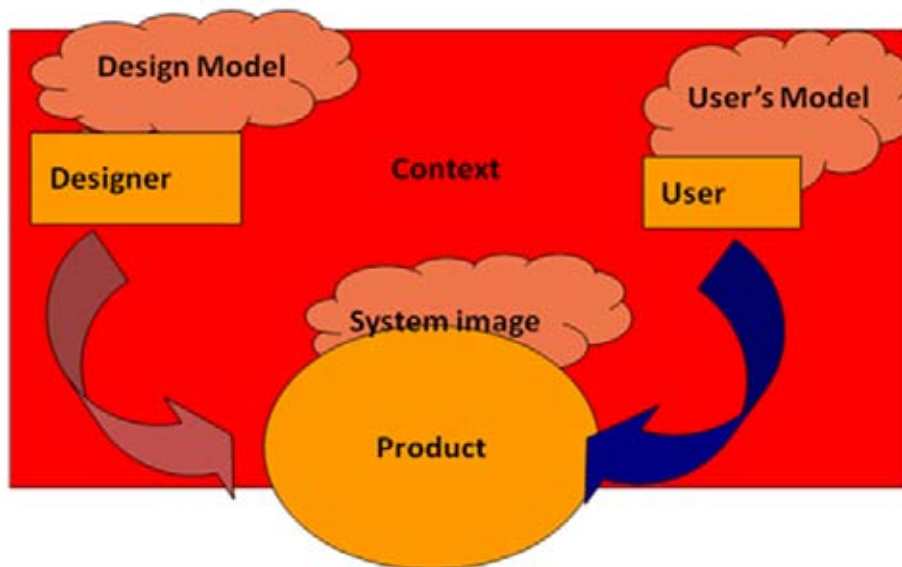 Design Model
User's Model
Designer
Context
User
System image
Product